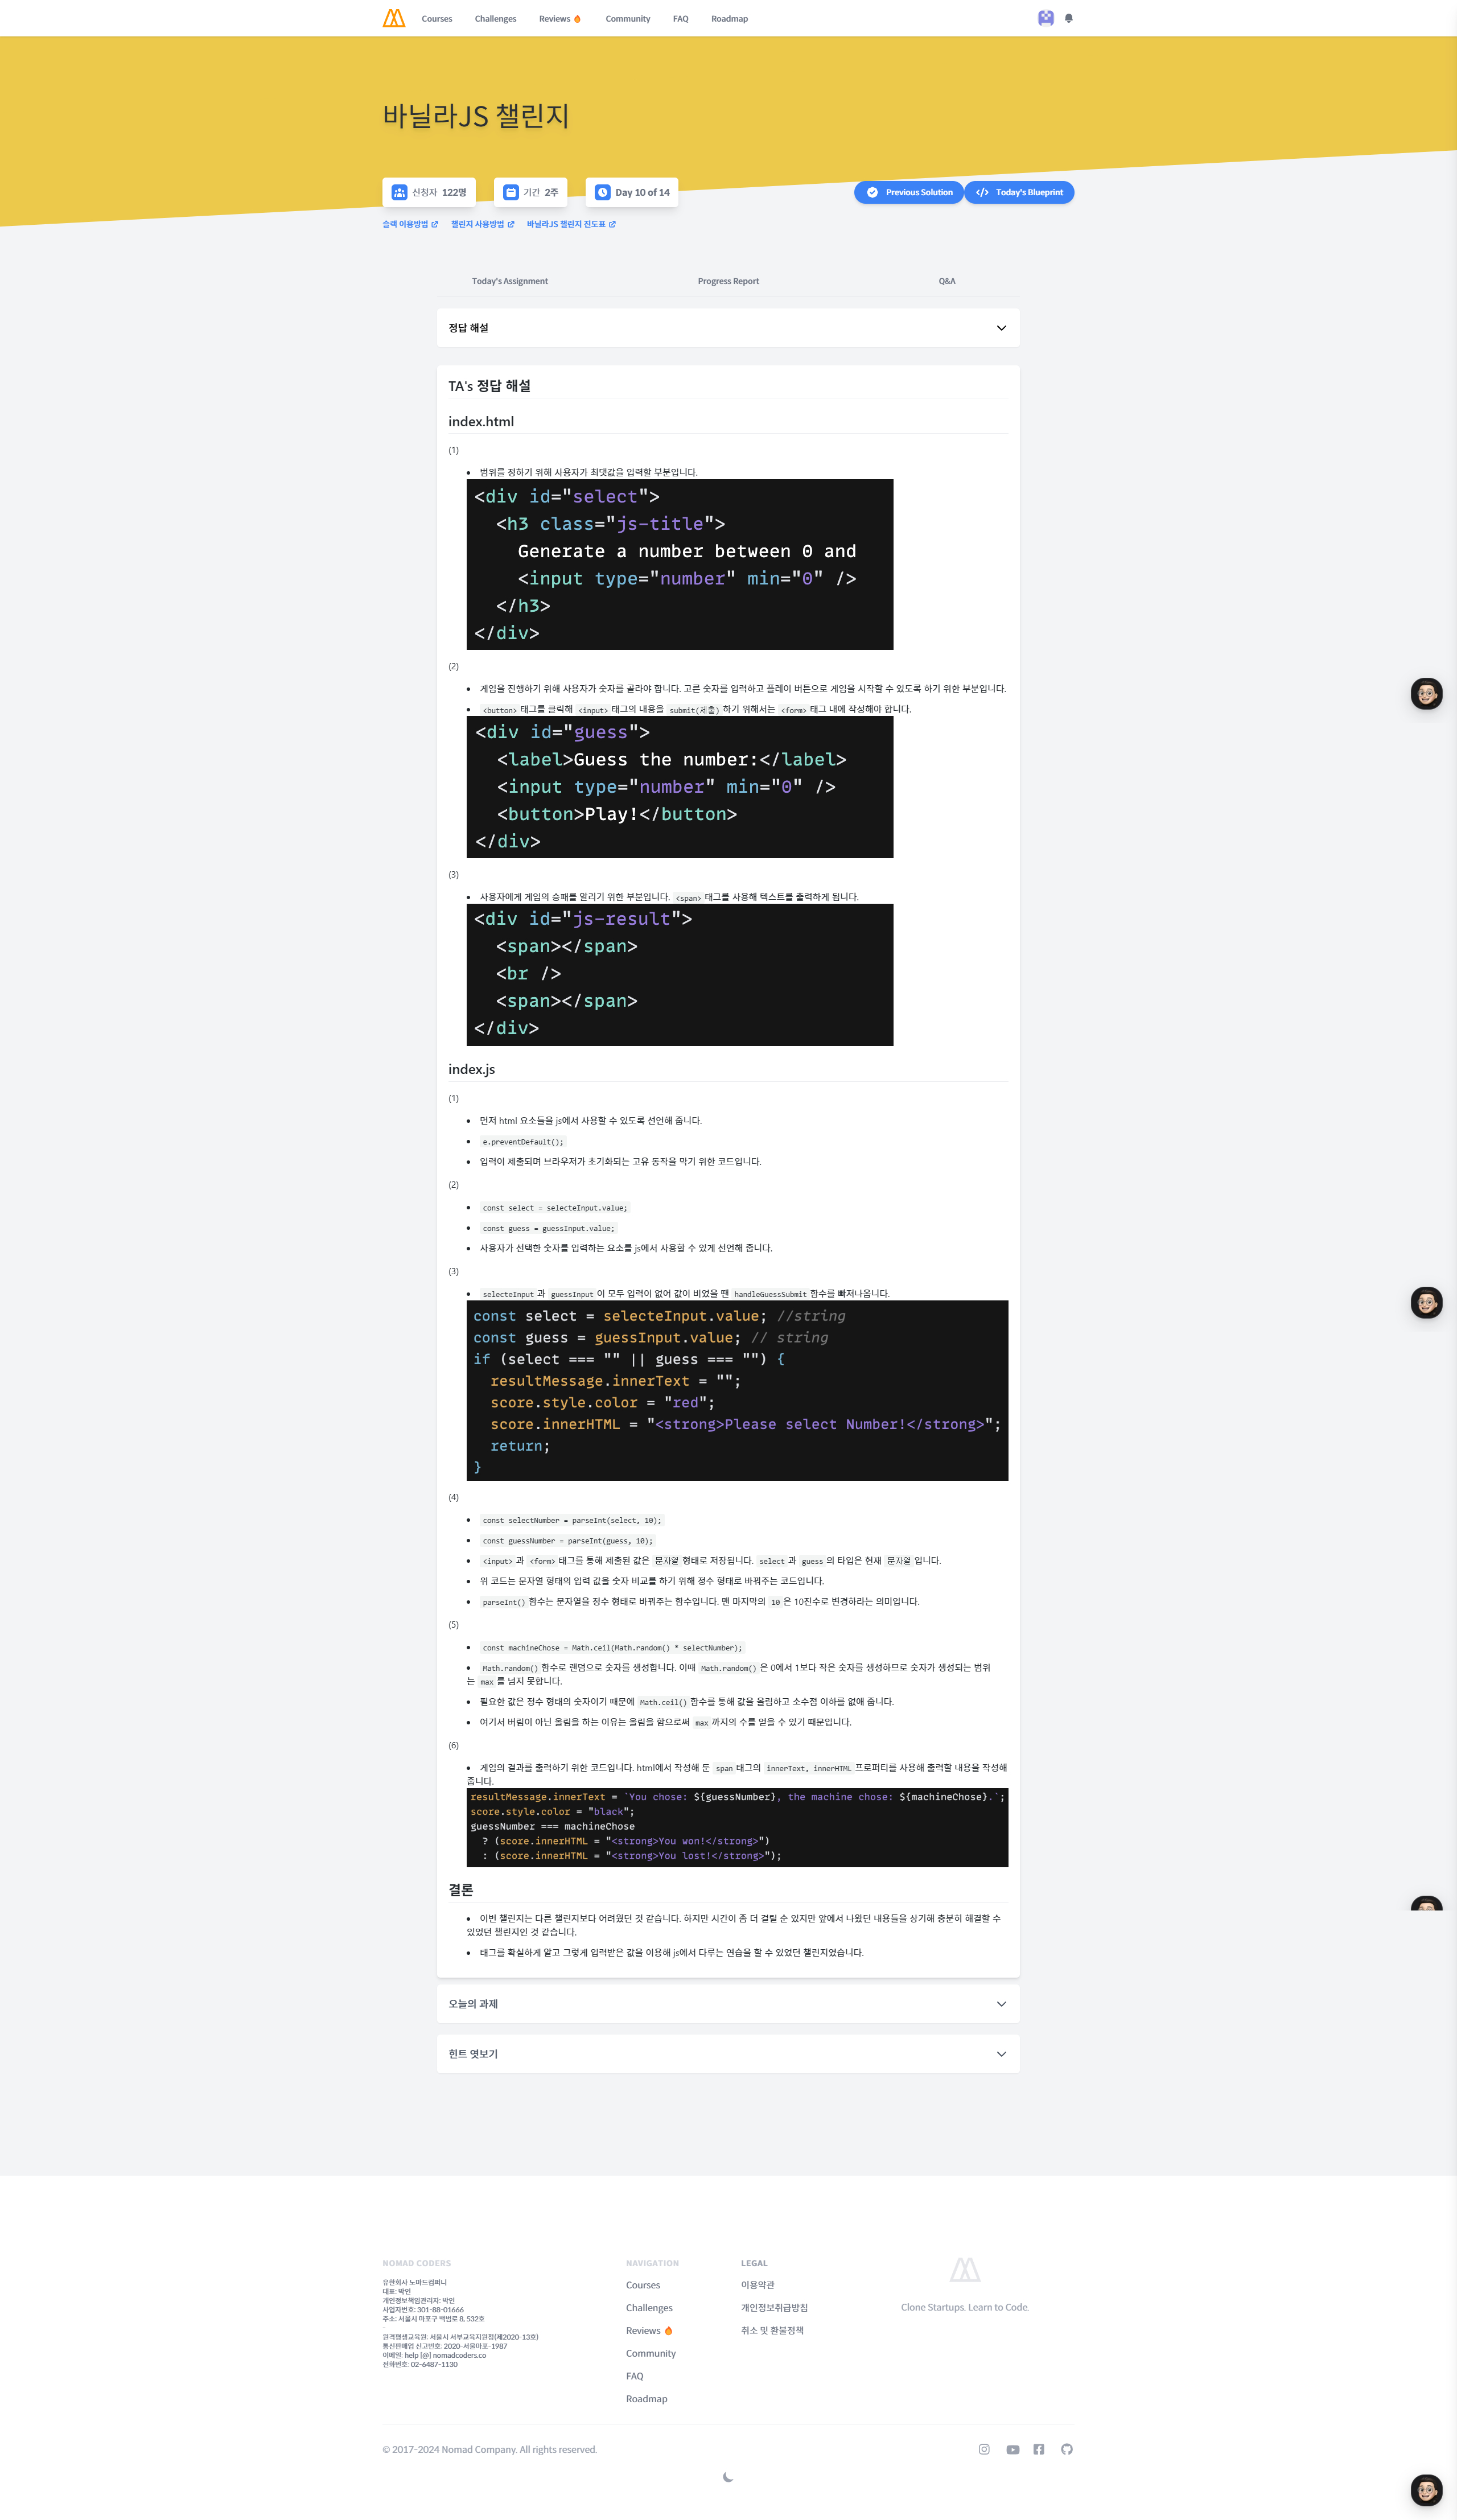 Courses Challenges Reviews 🔥 Community FAQ Roadmap
바닐라JS 챌린지
신청자 122명 기간 2주 Day 10 of 14 Previous Solution Today's Blueprint
슬랙 이용방법 챌린지 사용방법 바닐라JS 챌린지 진도표
Today's Assignment Progress Report Q&A
정답 해설
TA's 정답 해설
index.html
(1)
• 범위를 정하기 위해 사용자가 최댓값을 입력할 부분입니다.
<div id="select">
<h3 class="js-title">
Generate a number between 0 and
<input type="number" min="0" />
</h3>
</div>
(2)
• 게임을 진행하기 위해 사용자가 숫자를 골라야 합니다. 고른 숫자를 입력하고 플레이 버튼으로 게임을 시작할 수 있도록 하기 위한 부분입니다.
• <button> 태그를 클릭해 <input> 태그의 내용을 submit(제출) 하기 위해서는 <form> 태그 내에 작성해야 합니다.
<div id="guess">
<label>Guess the number:</label>
<input type="number" min="0" />
<button>Play!</button>
</div>
(3)
• 사용자에게 게임의 승패를 알리기 위한 부분입니다. <span> 태그를 사용해 텍스트를 출력하게 됩니다.
<div id="js-result">
<span></span>
<br />
<span></span>
</div>
index.js
(1)
• 먼저 html 요소들을 js에서 사용할 수 있도록 선언해 줍니다.
• e.preventDefault();
• 입력이 제출되며 브라우저가 초기화되는 고유 동작을 막기 위한 코드입니다.
(2)
• const select = selecteInput.value;
• const guess = guessInput.value;
• 사용자가 선택한 숫자를 입력하는 요소를 js에서 사용할 수 있게 선언해 줍니다.
(3)
• selecteInput 과 guessInput 이 모두 입력이 없어 값이 비었을 땐 handleGuessSubmit 함수를 빠져나옵니다.
const select = selecteInput.value; //string
const guess = guessInput.value; // string
if (select === "" || guess === "") {
resultMessage.innerText = "";
score.style.color = "red";
score.innerHTML = "<strong>Please select Number!</strong>";
return;
}
(4)
• const selectNumber = parseInt(select, 10);
• const guessNumber = parseInt(guess, 10);
• <input> 과 <form> 태그를 통해 제출된 값은 문자열 형태로 저장됩니다. select 과 guess 의 타입은 현재 문자열 입니다.
• 위 코드는 문자열 형태의 입력 값을 숫자 비교를 하기 위해 정수 형태로 바꿔주는 코드입니다.
• parseInt() 함수는 문자열을 정수 형태로 바꿔주는 함수입니다. 맨 마지막의 10 은 10진수로 변경하라는 의미입니다.
(5)
• const machineChose = Math.ceil(Math.random() * selectNumber);
• Math.random() 함수로 랜덤으로 숫자를 생성합니다. 이때 Math.random() 은 0에서 1보다 작은 숫자를 생성하므로 숫자가 생성되는 범위
는 max 를 넘지 못합니다.
• 필요한 값은 정수 형태의 숫자이기 때문에 Math.ceil() 함수를 통해 값을 올림하고 소수점 이하를 없애 줍니다.
• 여기서 버림이 아닌 올림을 하는 이유는 올림을 함으로써 max 까지의 수를 얻을 수 있기 때문입니다.
(6)
• 게임의 결과를 출력하기 위한 코드입니다. html에서 작성해 둔 span 태그의 innerText, innerHTML 프로퍼티를 사용해 출력할 내용을 작성해
줍니다.
resultMessage.innerText = `You chose: ${guessNumber}, the machine chose: ${machineChose}.`;
score.style.color = "black";
guessNumber === machineChose
? (score.innerHTML = "<strong>You won!</strong>")
: (score.innerHTML = "<strong>You lost!</strong>");
결론
• 이번 챌린지는 다른 챌린지보다 어려웠던 것 같습니다. 하지만 시간이 좀 더 걸릴 순 있지만 앞에서 나왔던 내용들을 상기해 충분히 해결할 수
있었던 챌린지인 것 같습니다.
• 태그를 확실하게 알고 그렇게 입력받은 값을 이용해 js에서 다루는 연습을 할 수 있었던 챌린지였습니다.
오늘의 과제
힌트 엿보기
NOMAD CODERS
유한회사 노마드컴퍼니
대표: 박인
개인정보책임관리자: 박인
사업자번호: 301-88-01666
주소: 서울시 마포구 백범로 8, 532호
-
원격평생교육원: 서울시 서부교육지원청(제2020-13호)
통신판매업 신고번호: 2020-서울마포-1987
이메일: help [@] nomadcoders.co
전화번호: 02-6487-1130
NAVIGATION
Courses
Challenges
Reviews 🔥
Community
FAQ
Roadmap
LEGAL
이용약관
개인정보취급방침
취소 및 환불정책
Clone Startups. Learn to Code.
© 2017-2024 Nomad Company. All rights reserved.